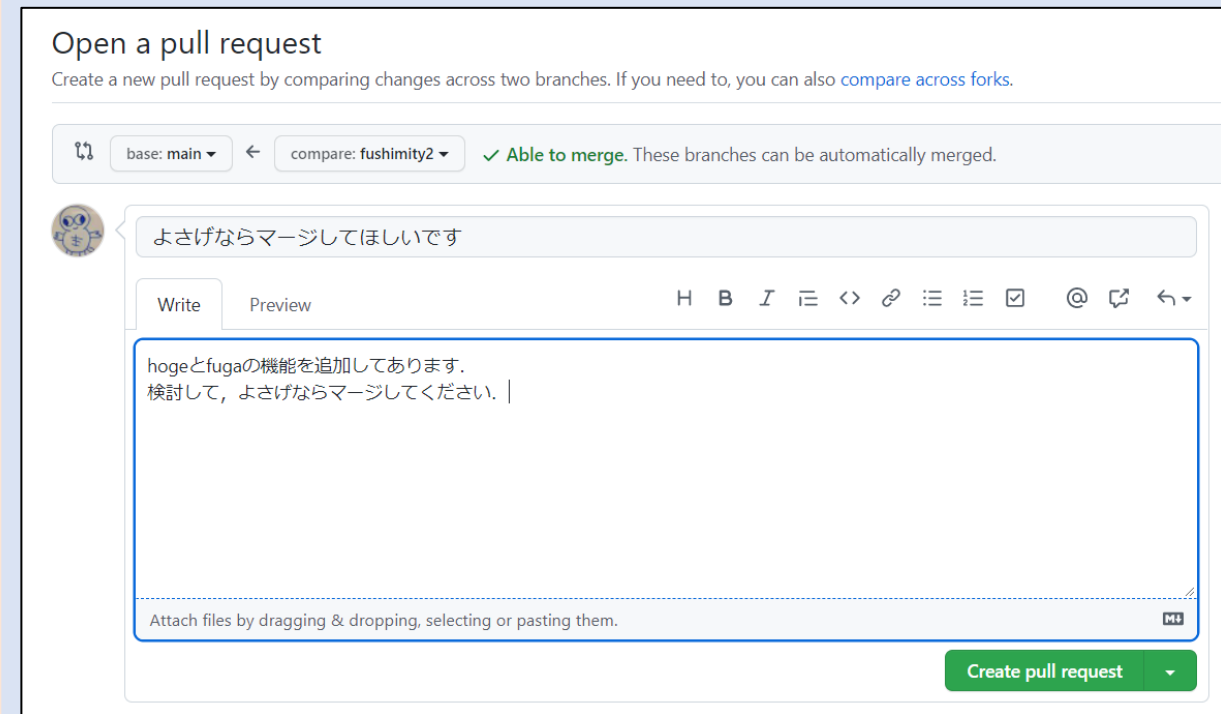 Open a pull request
Create a new pull request by comparing changes across two branches. If you need to, you can also compare across forks.
base: main ← compare: fushimity2 ✓ Able to merge. These branches can be automatically merged.
よさげならマージしてほしいです
Write Preview
hogeとfugaの機能を追加してあります.
検討して，よさげならマージしてください.
Attach files by dragging & dropping, selecting or pasting them.
Create pull request